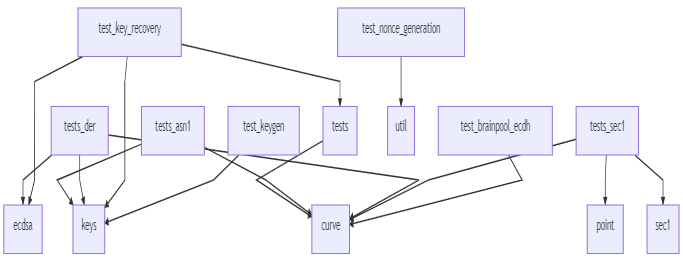 test_key_recovery
test_nonce_generation
tests_der
tests_asn1
test_keygen
tests
util
test_brainpool_ecdh
tests_sec1
ecdsa
keys
curve
point
sec1